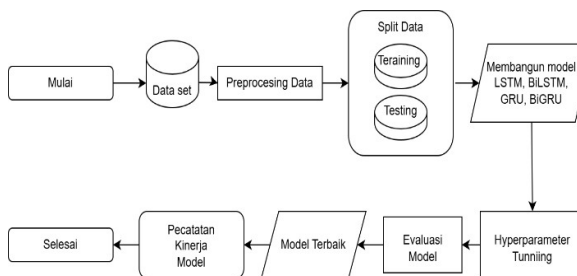 Mulai
Data set
Preprocesing Data
Split Data
Teraining
Testing
Membangun model
LSTM, BiLSTM,
GRU, BiGRU
Hyperparameter
Tunniing
Evaluasi
Model
Model Terbaik
Pecatatan
Kinerja
Model
Selesai